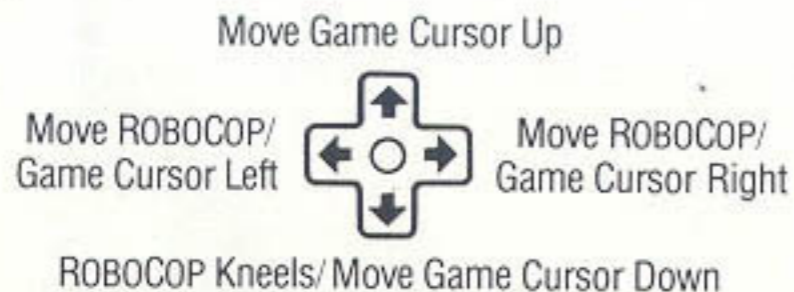 Move Game Cursor Up
Move ROBOCOP/
Game Cursor Left
Move ROBOCOP/
Game Cursor Right
ROBOCOP Kneels/Move Game Cursor Down